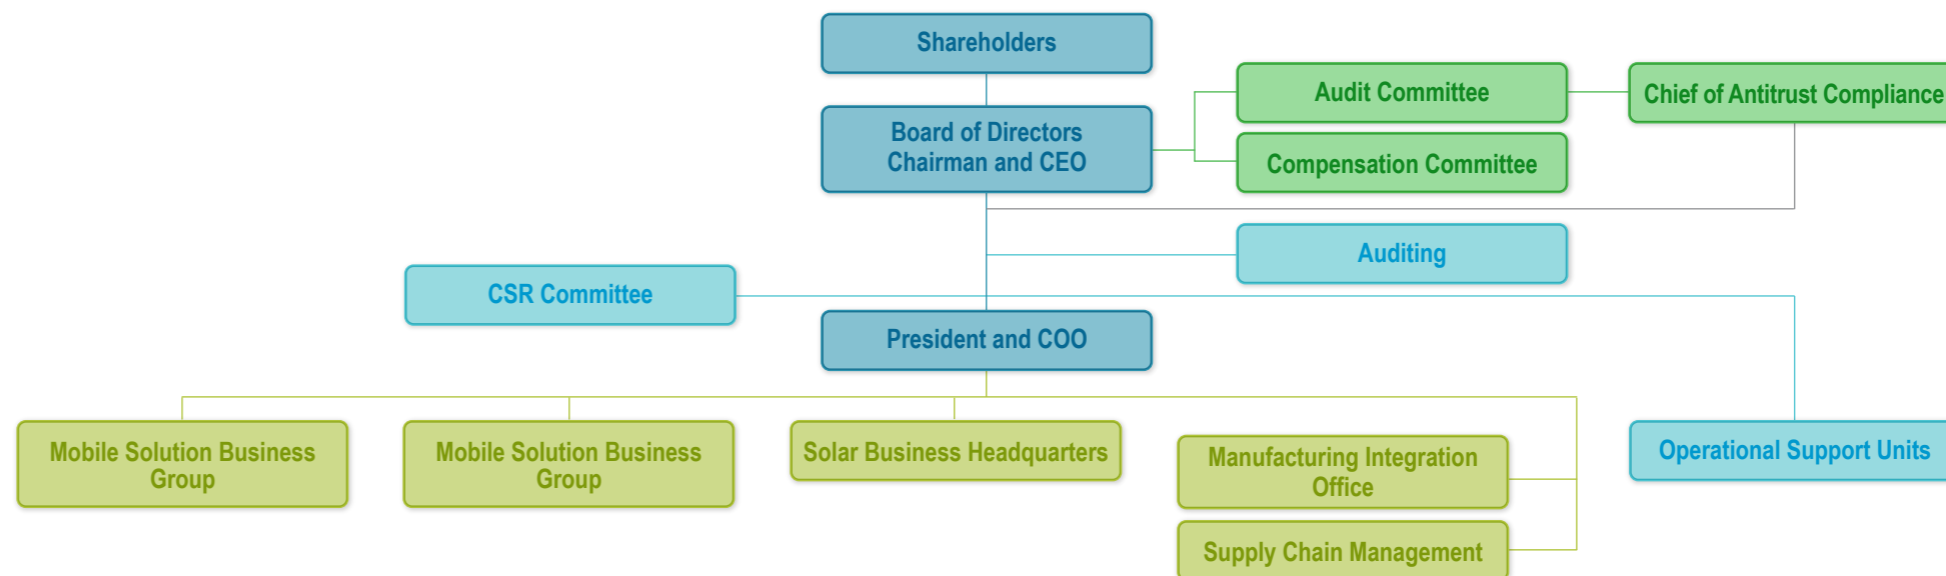 Shareholders
Board of Directors
Chairman and CEO
Audit Committee
Chief of Antitrust Compliance
Compensation Committee
Auditing
CSR Committee
President and COO
Mobile Solution Business
Group
Mobile Solution Business
Group
Solar Business Headquarters
Manufacturing Integration
Office
Operational Support Units
Supply Chain Management